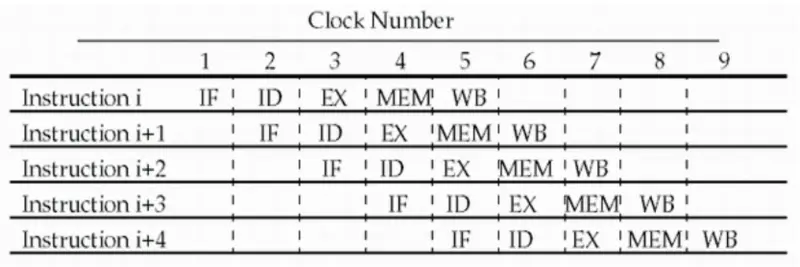 Clock Number
1 2 3 4 5 6 7 8 9
Instruction i IF ID EX MEM WB
Instruction i+1 IF ID EX MEM WB
Instruction i+2 IF ID EX MEM WB
Instruction i+3 IF ID EX MEM WB
Instruction i+4 IF ID EX MEM WB